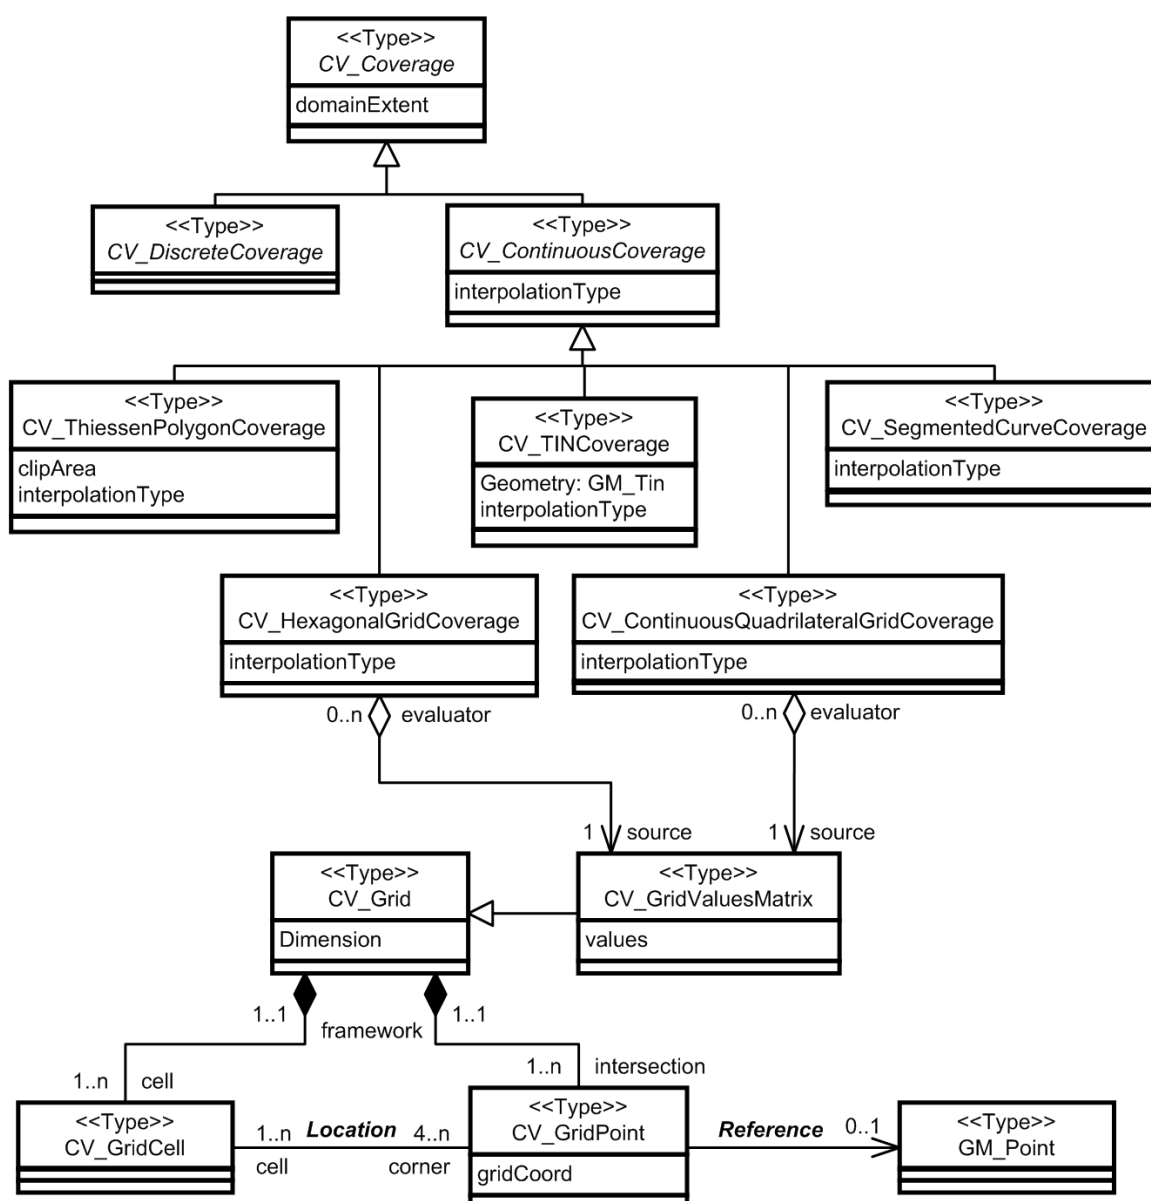 <<Type>>
CV_Coverage
domainExtent
<<Type>>
CV_DiscreteCoverage
<<Type>>
CV_ContinuousCoverage
interpolationType
<<Type>>
CV_ThiessenPolygonCoverage
clipArea
interpolationType
<<Type>>
CV_TINCoverage
Geometry: GM_Tin
interpolationType
<<Type>>
CV_SegmentedCurveCoverage
interpolationType
<<Type>>
CV_HexagonalGridCoverage
interpolationType
<<Type>>
CV_ContinuousQuadrilateralGridCoverage
interpolationType
0..n evaluator
0..n evaluator
1 source
1 source
<<Type>>
CV_Grid
Dimension
<<Type>>
CV_GridValuesMatrix
values
1..1
framework
1..1
1..n cell
1..n intersection
<<Type>>
CV_GridCell
1..n Location 4..n
cell corner
<<Type>>
CV_GridPoint
gridCoord
Reference 0..1
<<Type>>
GM_Point